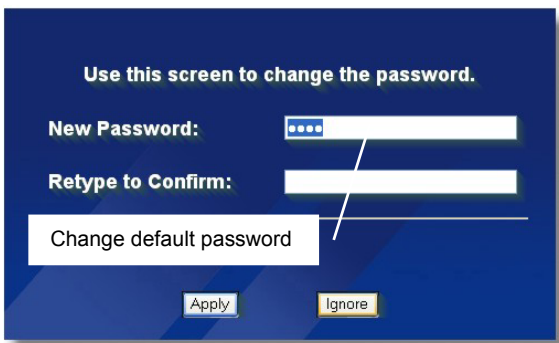 Use this screen to change the password.
New Password: ••••
Retype to Confirm:
Change default password
Apply Ignore